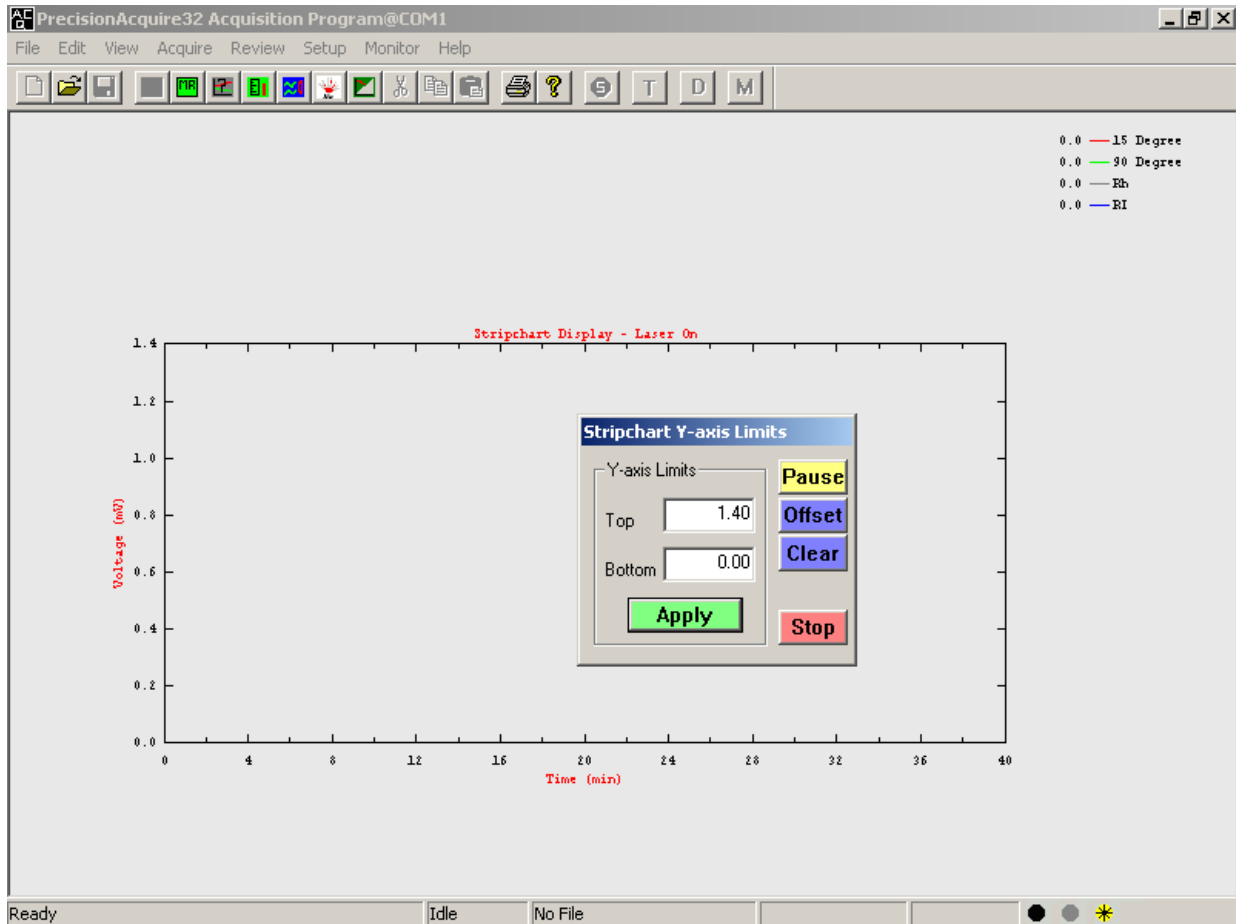 PrecisionAcquire32 Acquisition Program@COM1
File Edit View Acquire Review Setup Monitor Help
MR
S T D M
0.0 15 Degree
0.0 90 Degree
0.0 Rh
0.0 RI
Stripchart Display - Laser On
1.4
1.2
1.0
0.8
0.6
0.4
0.2
0.0
Voltage (mV)
0 4 8 12 16 20 24 28 32 36 40
Time (min)
Stripchart Y-axis Limits
Y-axis Limits
Top 1.40
Bottom 0.00
Apply
Pause
Offset
Clear
Stop
Ready Idle No File